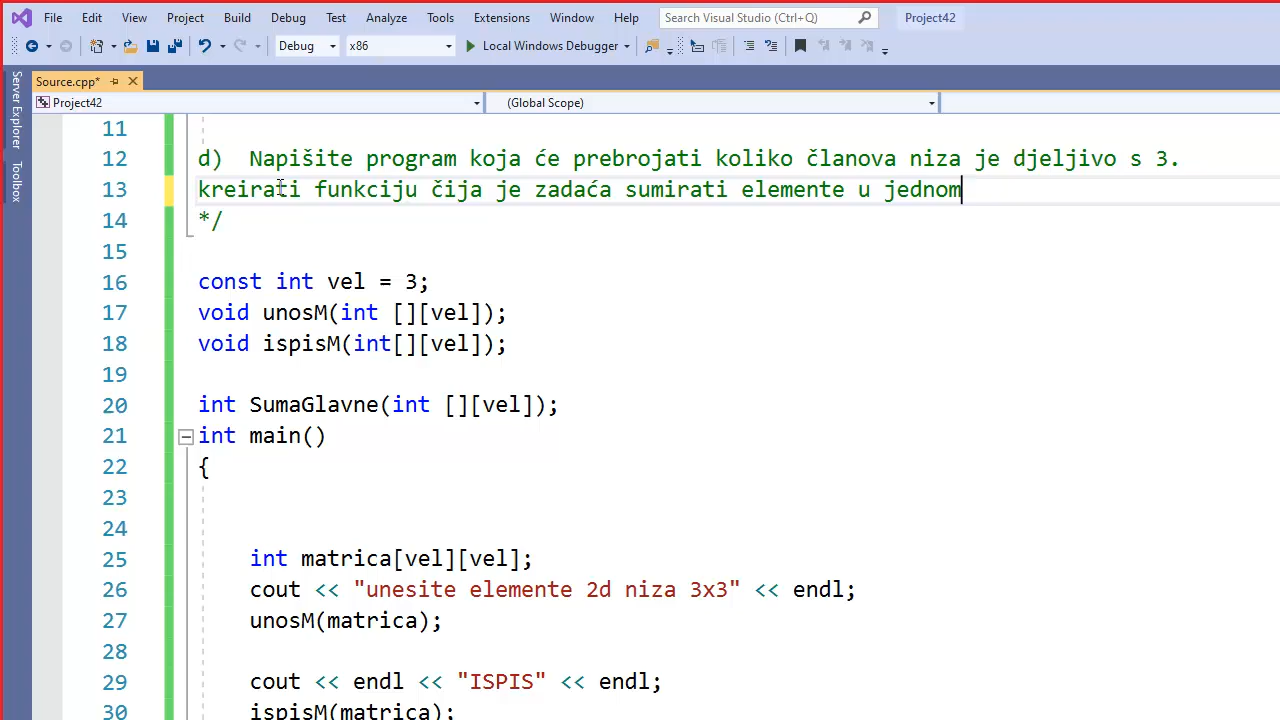 File Edit View Project Build Debug Test Analyze Tools Extensions Window Help Search Visual Studio (Ctrl+Q) Project42
Debug x86 Local Windows Debugger
Server Explorer
Toolbox
Source.cpp*
Project42 (Global Scope)
11
12 d)  Napišite program koja će prebrojati koliko članova niza je djeljivo s 3.
13 kreirati funkciju čija je zadaća sumirati elemente u jednom
14 */
15
16 const int vel = 3;
17 void unosM(int [][vel]);
18 void ispisM(int[][vel]);
19
20 int SumaGlavne(int [][vel]);
21 int main()
22 {
23
24
25 int matrica[vel][vel];
26 cout << "unesite elemente 2d niza 3x3" << endl;
27 unosM(matrica);
28
29 cout << endl << "ISPIS" << endl;
30 ispisM(matrica);